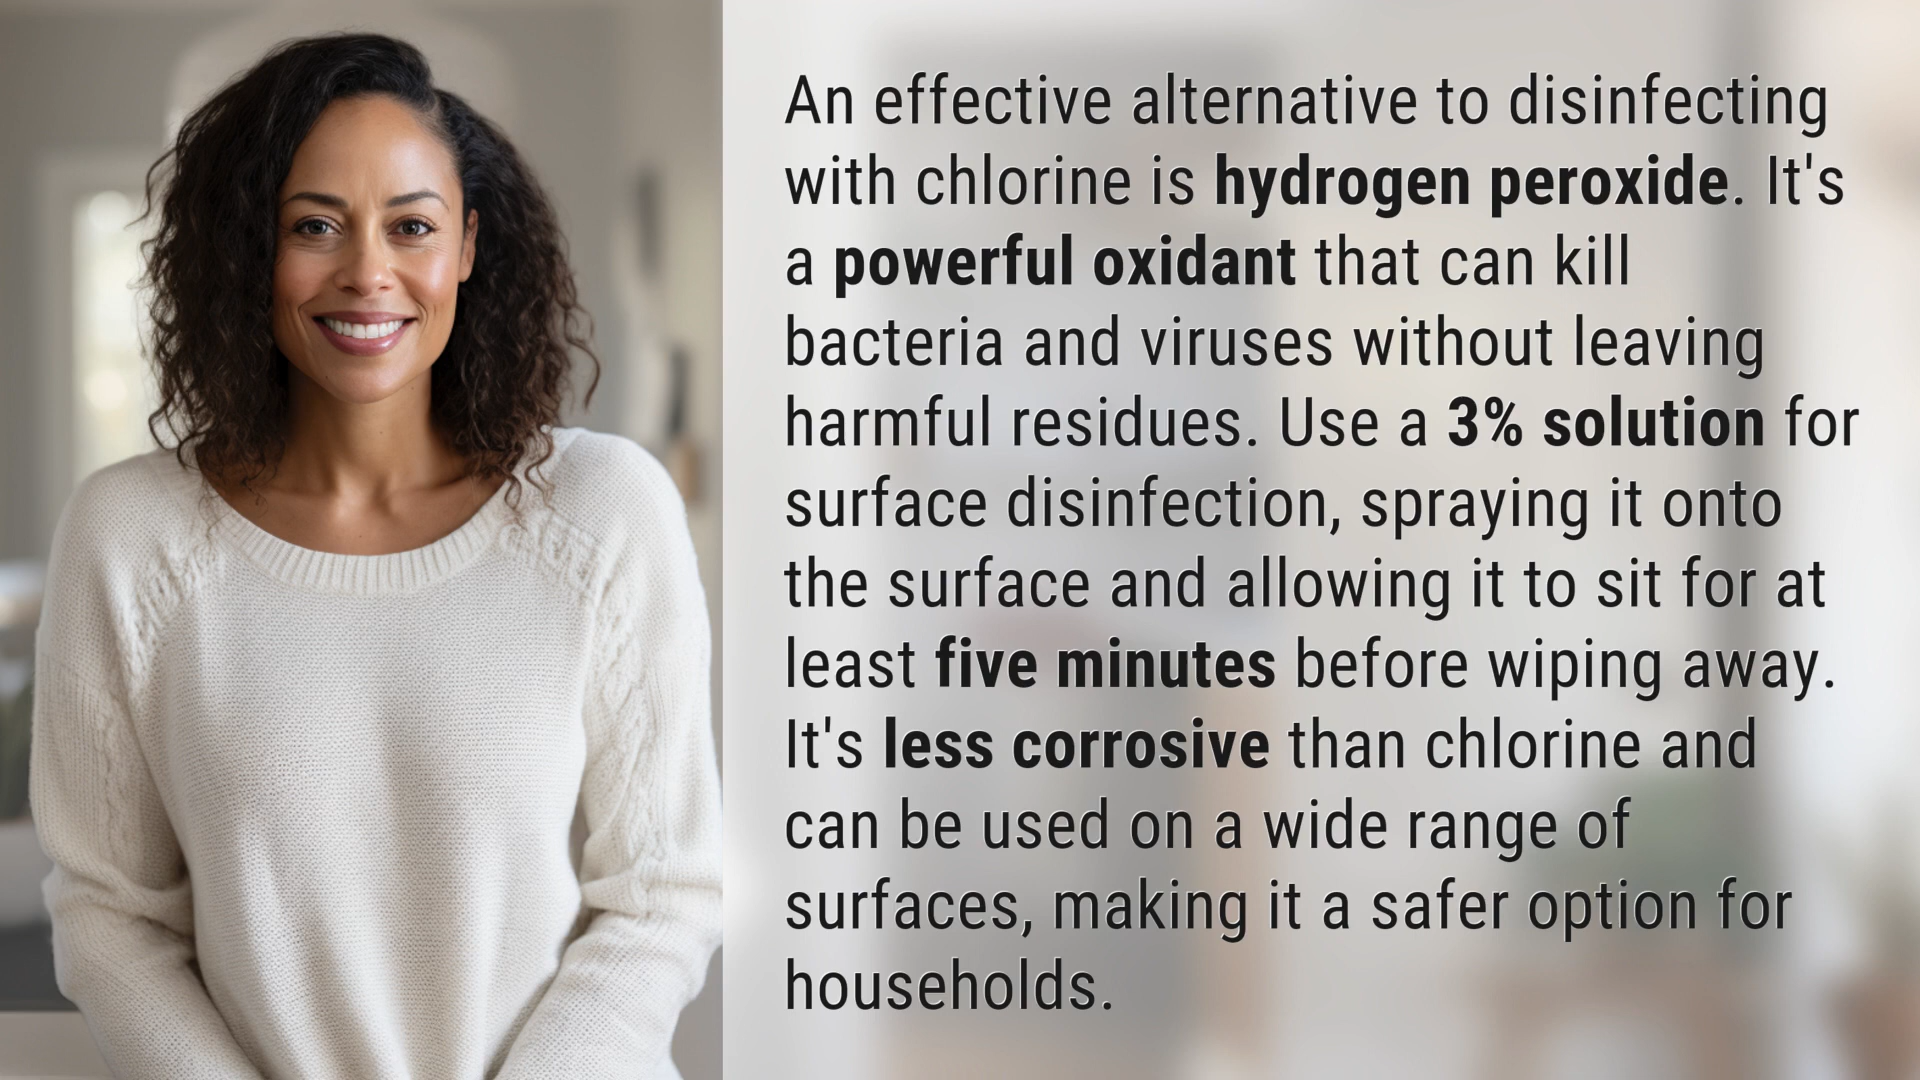 An effective alternative to disinfecting
with chlorine is hydrogen peroxide. It's
a powerful oxidant that can kill
bacteria and viruses without leaving
harmful residues. Use a 3% solution for
surface disinfection, spraying it onto
the surface and allowing it to sit for at
least five minutes before wiping away.
It's less corrosive than chlorine and
can be used on a wide range of
surfaces, making it a safer option for
households.